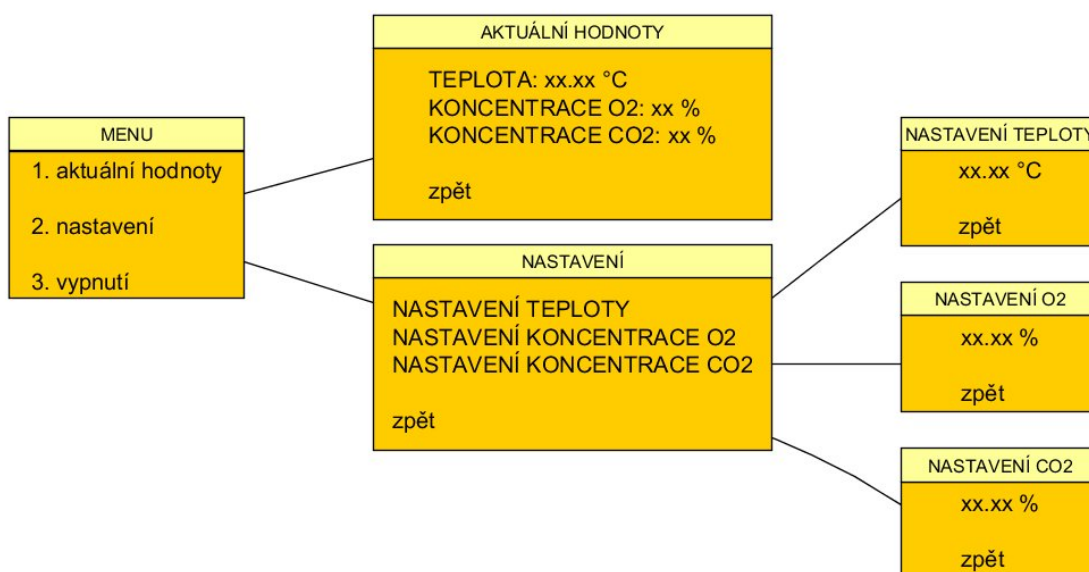 MENU
1. aktuální hodnoty
2. nastavení
3. vypnutí
AKTUÁLNÍ HODNOTY
TEPLOTA: xx.xx °C
KONCENTRACE O2: xx %
KONCENTRACE CO2: xx %
zpět
NASTAVENÍ
NASTAVENÍ TEPLOTY
NASTAVENÍ KONCENTRACE O2
NASTAVENÍ KONCENTRACE CO2
zpět
NASTAVENÍ TEPLOTY
xx.xx °C
zpět
NASTAVENÍ O2
xx.xx %
zpět
NASTAVENÍ CO2
xx.xx %
zpět